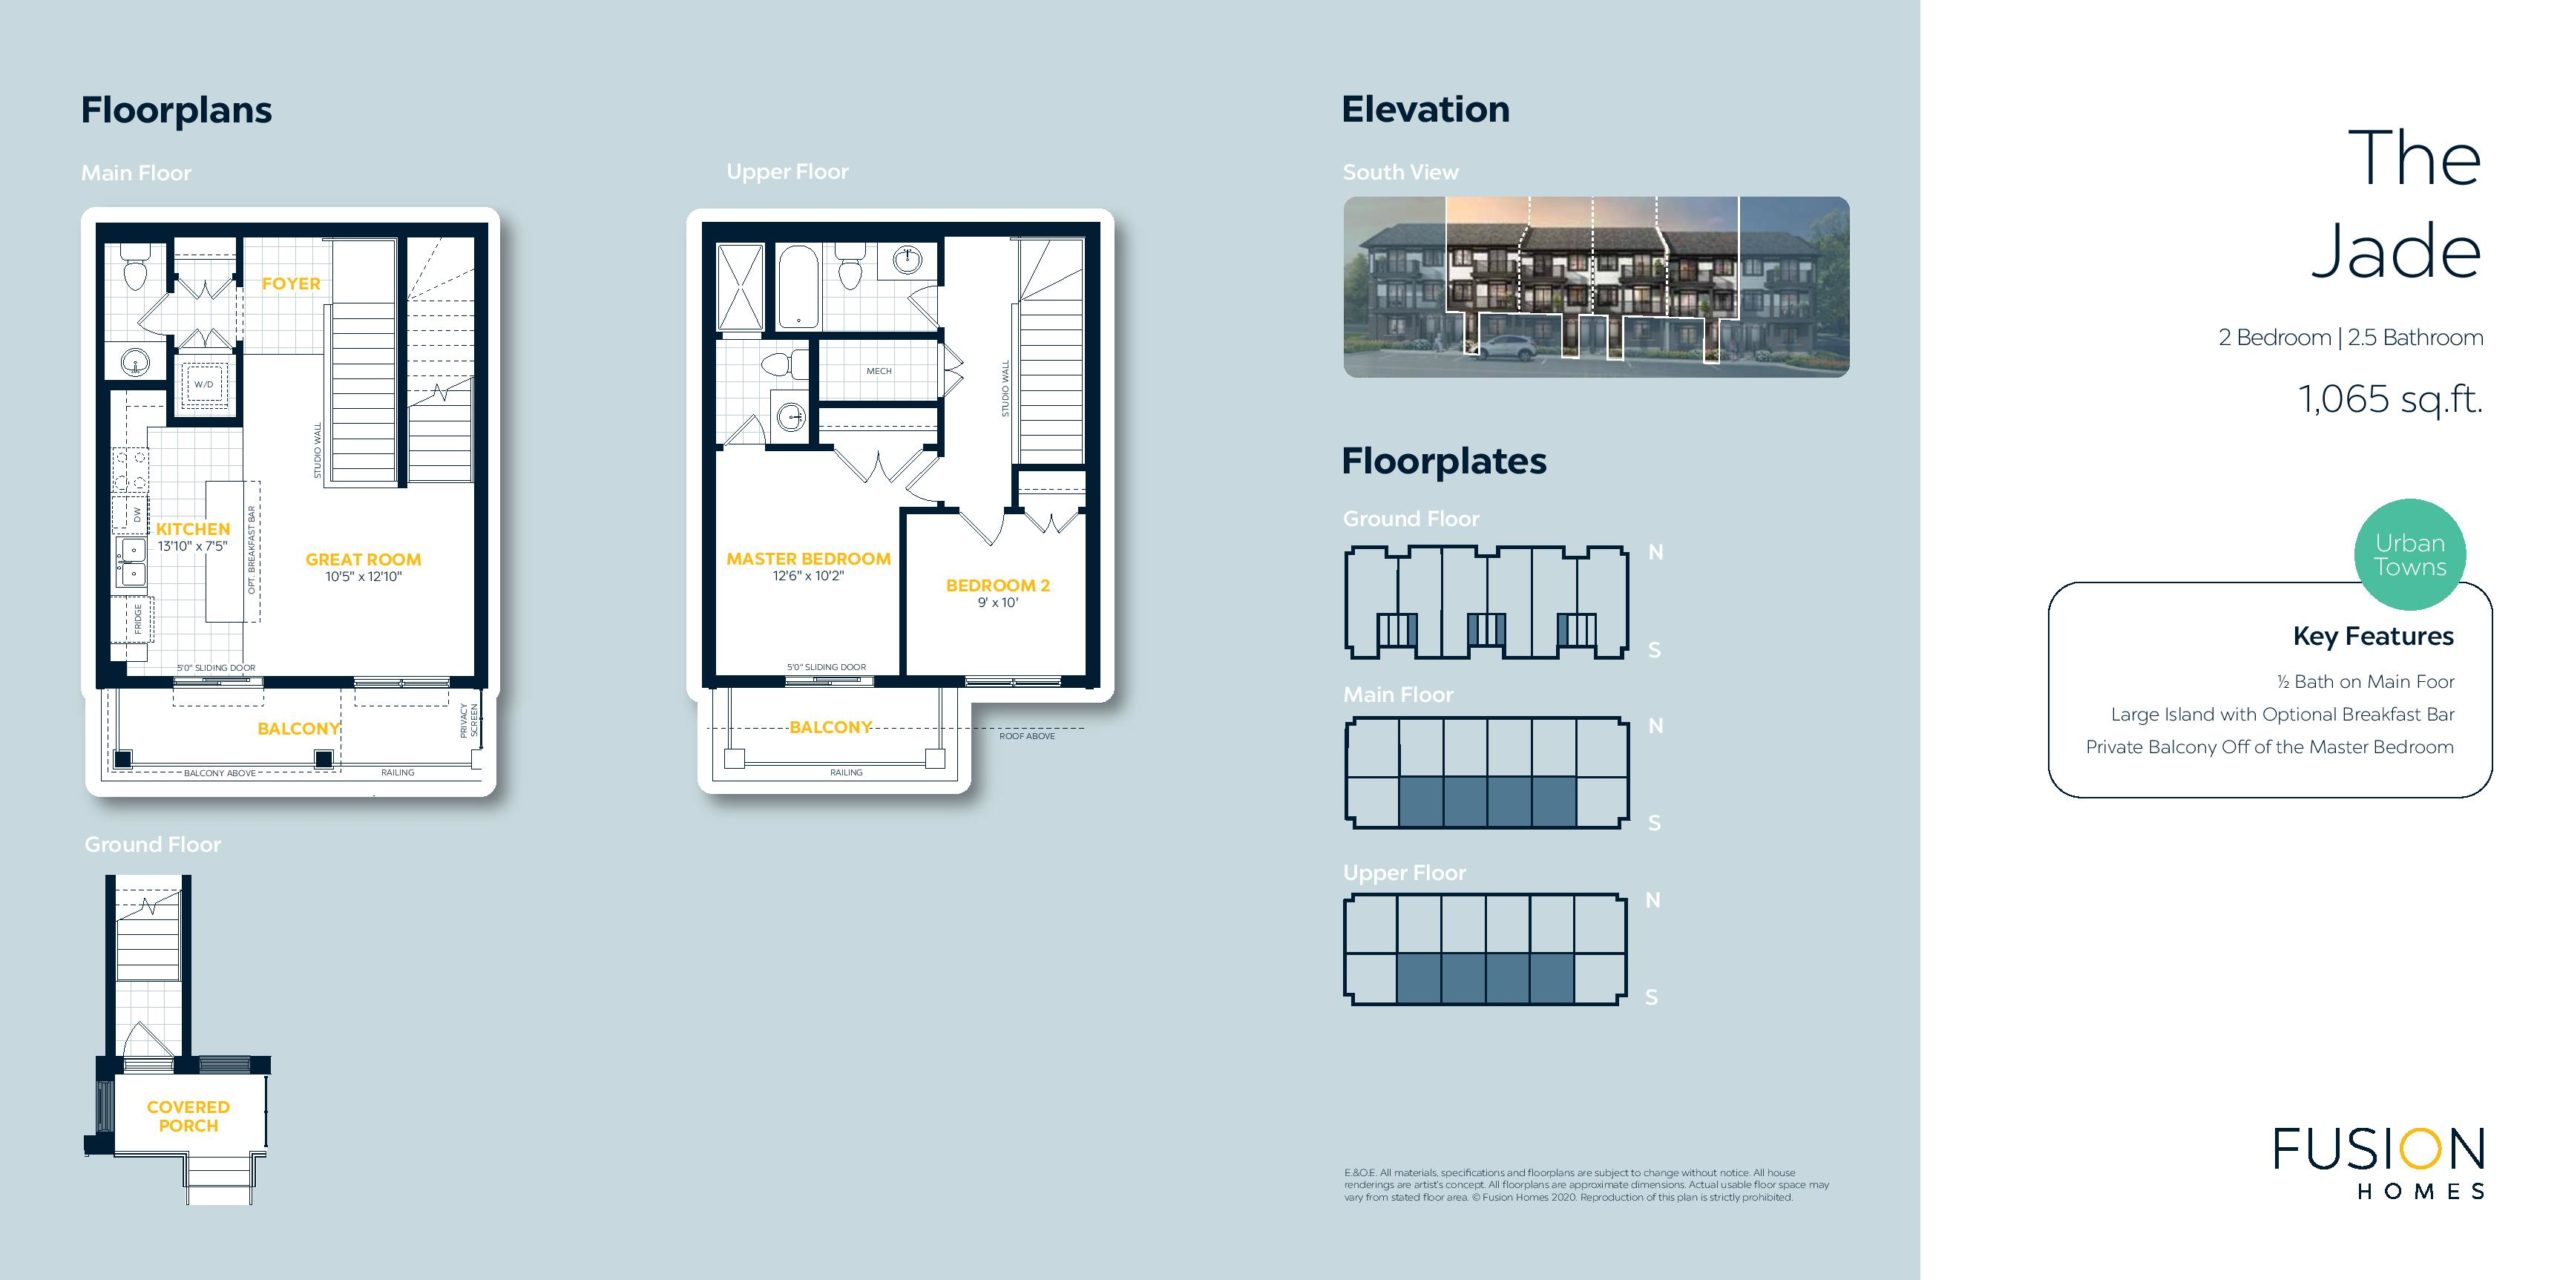 Floorplans
Main Floor
FOYER
W/D
STUDIO WALL
DW
KITCHEN
13'10" x 7'5"
OPT. BREAKFAST BAR
GREAT ROOM
10'5" x 12'10"
FRIDGE
5'0" SLIDING DOOR
BALCONY
PRIVACY
SCREEN
BALCONY ABOVE
RAILING
Ground Floor
COVERED
PORCH
Upper Floor
MECH
STUDIO WALL
MASTER BEDROOM
12'6" x 10'2"
BEDROOM 2
9' x 10'
5'0" SLIDING DOOR
BALCONY
ROOF ABOVE
RAILING
Elevation
South View
Floorplates
Ground Floor
N
S
Main Floor
N
S
Upper Floor
N
S
E.&O.E. All materials, specifications and floorplans are subject to change without notice. All house
renderings are artist's concept. All floorplans are approximate dimensions. Actual usable floor space may
vary from stated floor area. © Fusion Homes 2020. Reproduction of this plan is strictly prohibited.
The
Jade
2 Bedroom | 2.5 Bathroom
1,065 sq.ft.
Urban
Towns
Key Features
½ Bath on Main Foor
Large Island with Optional Breakfast Bar
Private Balcony Off of the Master Bedroom
FUSION
HOMES